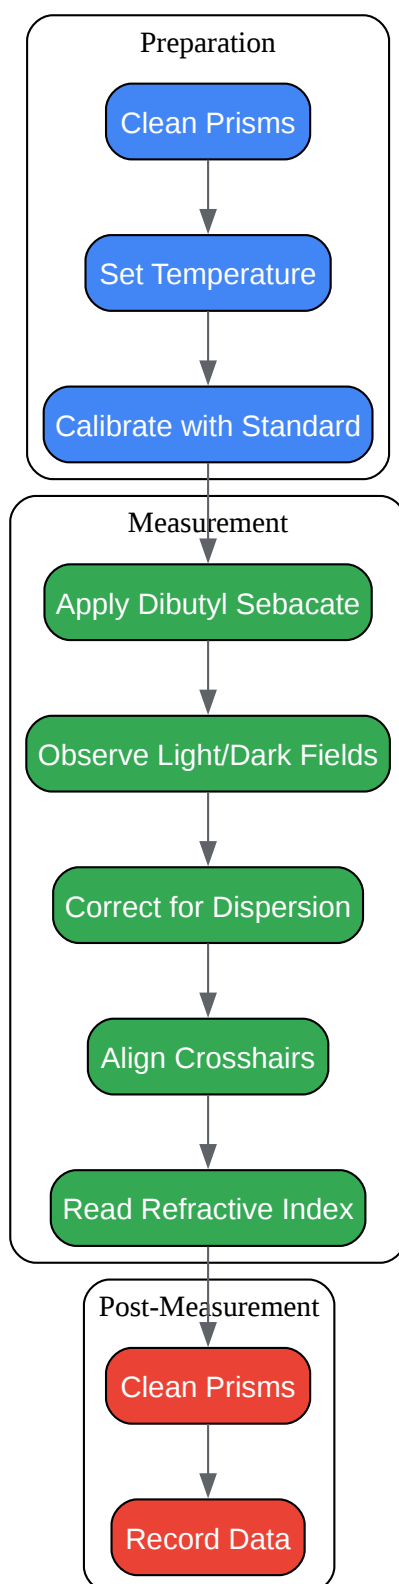 Preparation
Clean Prisms
Set Temperature
Calibrate with Standard
Measurement
Apply Dibutyl Sebacate
Observe Light/Dark Fields
Correct for Dispersion
Align Crosshairs
Read Refractive Index
Post-Measurement
Clean Prisms
Record Data